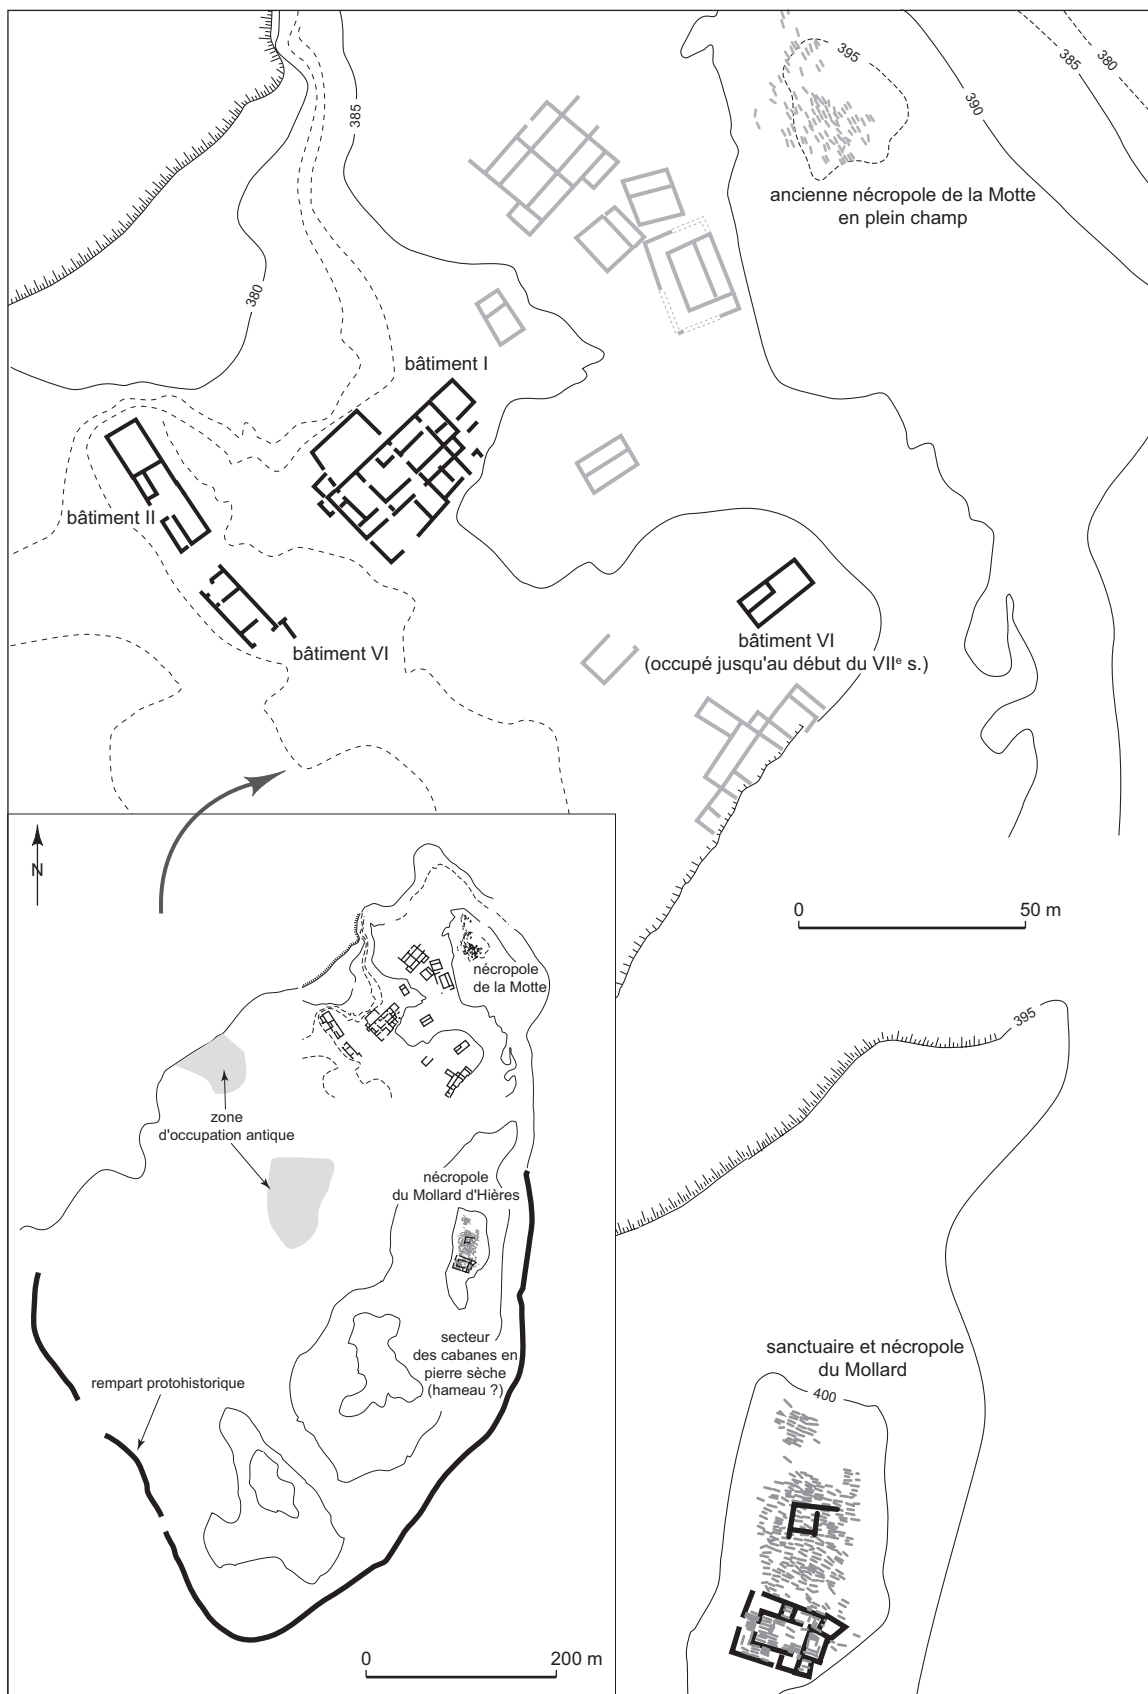 395
380
385
390
385
ancienne nécropole de la Motte
en plein champ
380
bâtiment I
bâtiment II
bâtiment VI
bâtiment VI
(occupé jusqu'au début du VIIᵉ s.)
N
0 50 m
nécropole
de la Motte
zone
d'occupation antique
nécropole
du Mollard d'Hières
secteur
des cabanes en
pierre sèche
(hameau ?)
rempart protohistorique
0 200 m
395
sanctuaire et nécropole
du Mollard
400